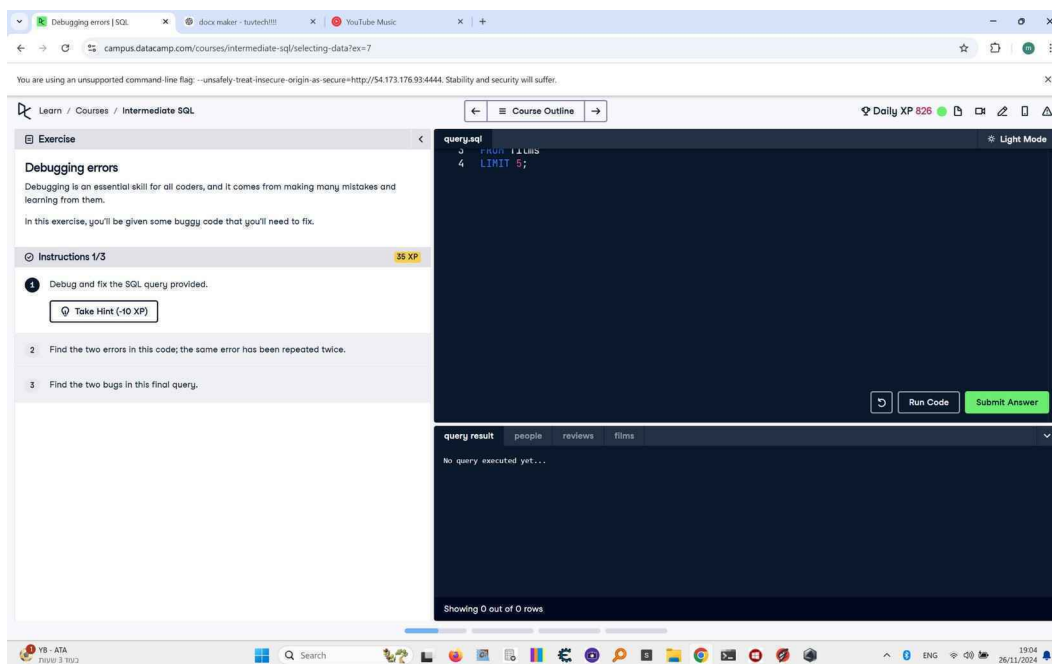 Debugging errors | SQL
docx maker - tuvtech!!!!
YouTube Music
campus.datacamp.com/courses/intermediate-sql/selecting-data?ex=7
You are using an unsupported command-line flag: --unsafely-treat-insecure-origin-as-secure=http://54.173.176.93:4444. Stability and security will suffer.
Learn / Courses / Intermediate SQL
Course Outline
Daily XP 826
Exercise
Debugging errors
Debugging is an essential skill for all coders, and it comes from making many mistakes and
learning from them.
In this exercise, you'll be given some buggy code that you'll need to fix.
Instructions 1/3
35 XP
1 Debug and fix the SQL query provided.
Take Hint (-10 XP)
2 Find the two errors in this code; the same error has been repeated twice.
3 Find the two bugs in this final query.
query.sql
Light Mode
3 FROM films
4 LIMIT 5;
Run Code
Submit Answer
query result people reviews films
No query executed yet...
Showing 0 out of 0 rows
YB - ATA
בעוד 3 שעות
Search
ENG
19:04
26/11/2024